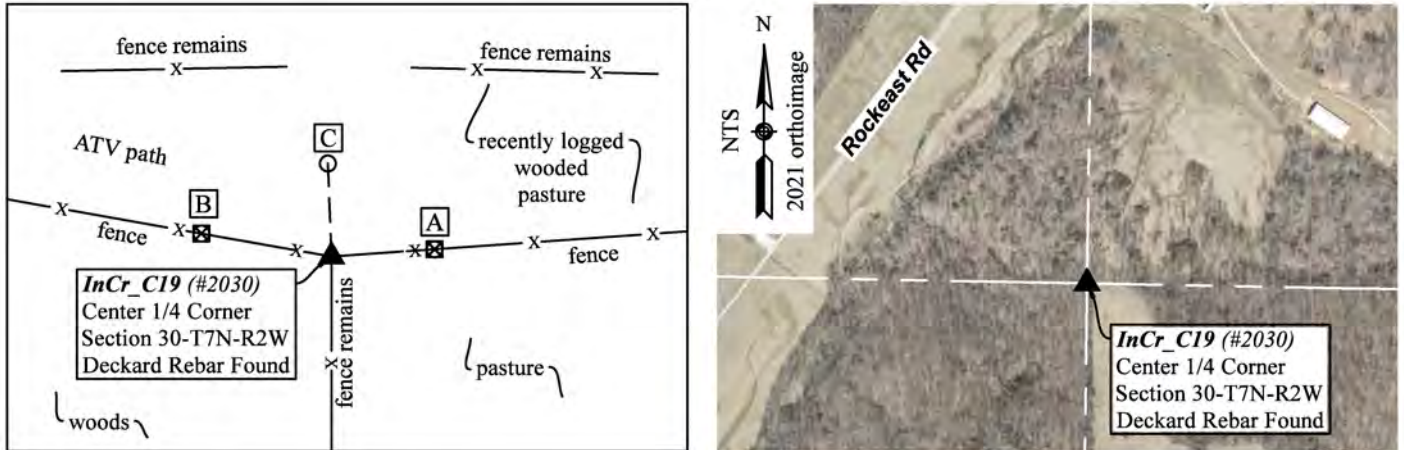 fence remains
x
fence remains
x
x
C
ATV path
recently logged
wooded
pasture
B
A
x
x
x
x
x
x
fence
fence
InCr_C19 (#2030)
Center 1/4 Corner
Section 30-T7N-R2W
Deckard Rebar Found
x
fence remains
pasture
woods
N
NTS
2021 orthoimage
Rockeast Rd
InCr_C19 (#2030)
Center 1/4 Corner
Section 30-T7N-R2W
Deckard Rebar Found